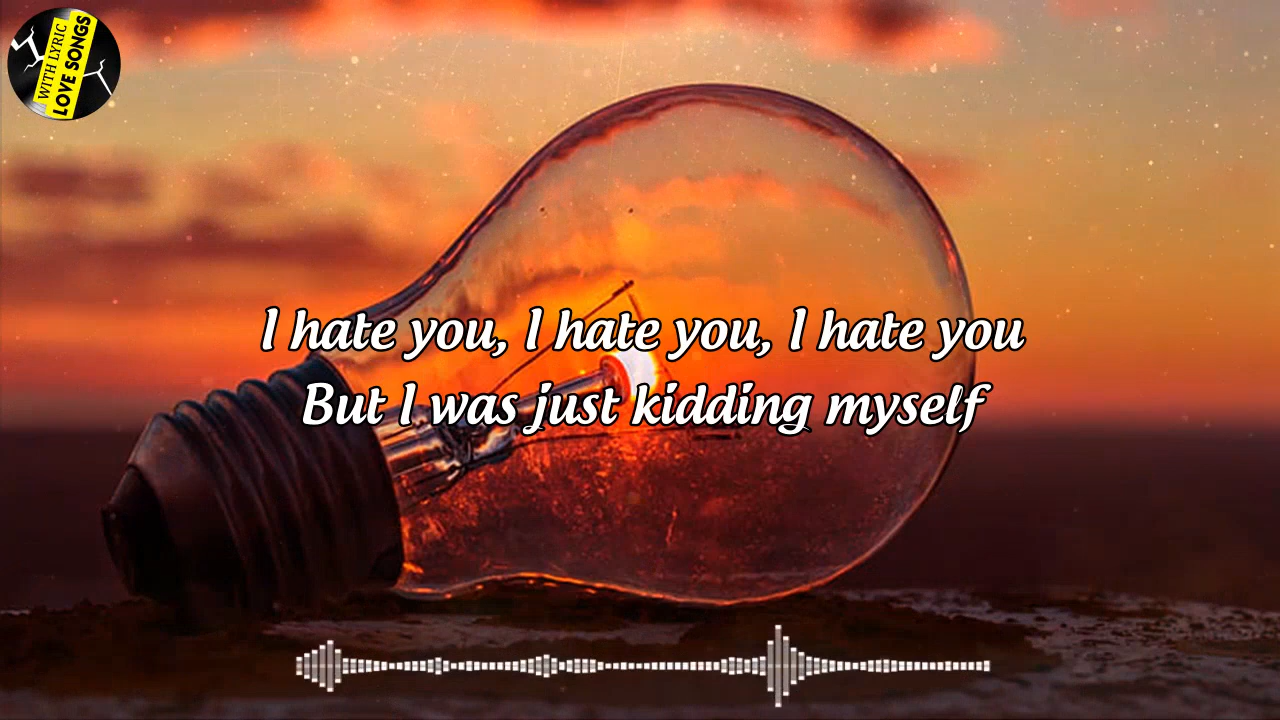 WITH LYRIC
LOVE SONGS
I hate you, I hate you, I hate you
But I was just kidding myself